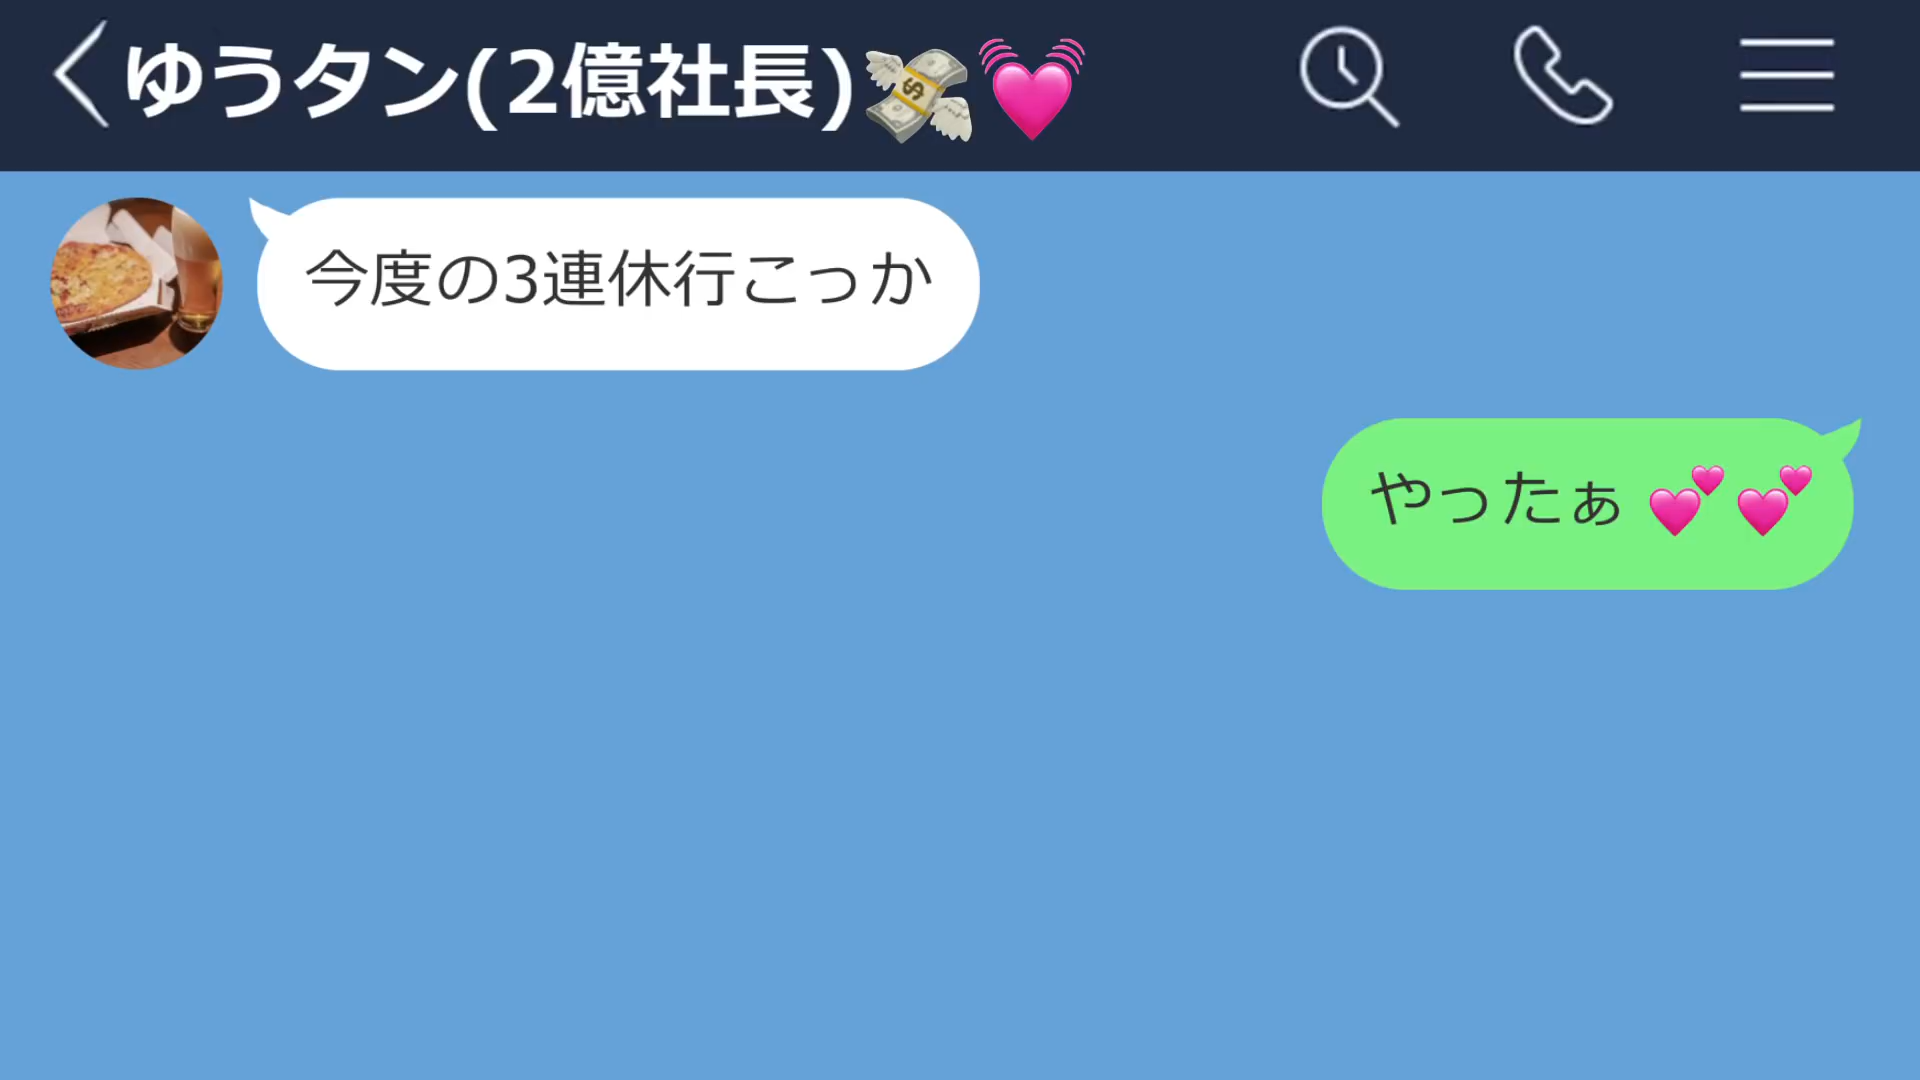 ゆうタン(2億社長)💸💓
今度の3連休行こっか
やったぁ 💕💕